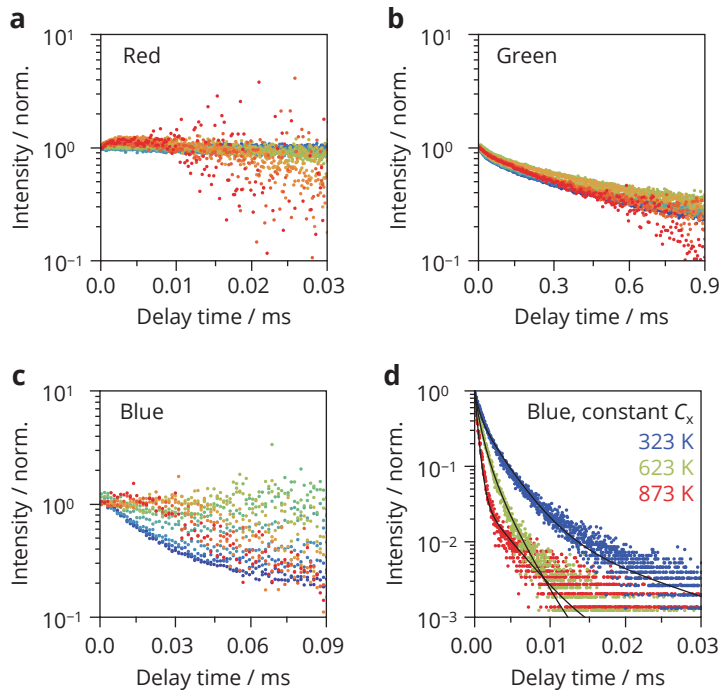 a
Red
Intensity / norm.
10¹
10⁰
10⁻¹
0.0 0.01 0.02 0.03
Delay time / ms
b
Green
Intensity / norm.
10¹
10⁰
10⁻¹
0.0 0.3 0.6 0.9
Delay time / ms
c
Blue
Intensity / norm.
10¹
10⁰
10⁻¹
0.0 0.03 0.06 0.09
Delay time / ms
d
Blue, constant Cₓ
323 K
623 K
873 K
Intensity / norm.
10⁰
10⁻¹
10⁻²
10⁻³
0.00 0.01 0.02 0.03
Delay time / ms